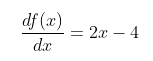 df(x)/dx = 2x − 4